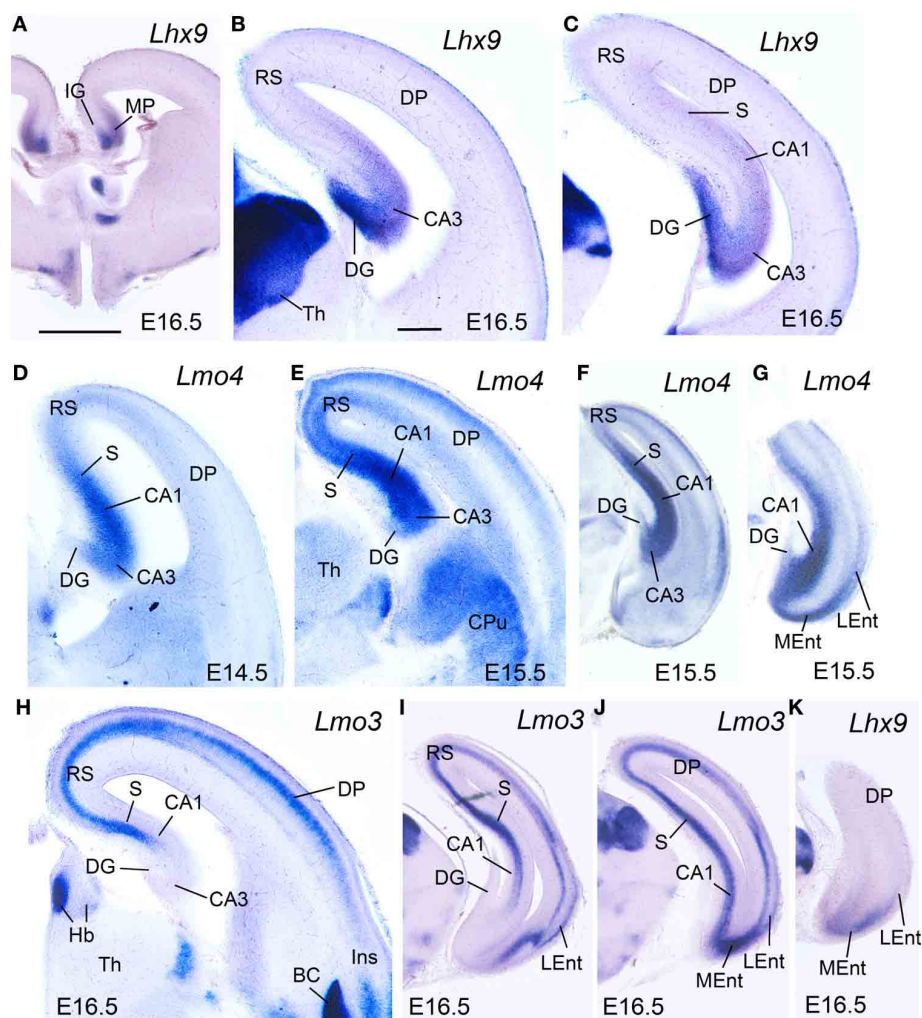 A
Lhx9
IG
MP
E16.5
B
Lhx9
RS
DP
CA3
DG
Th
E16.5
C
Lhx9
RS
DP
S
CA1
DG
CA3
E16.5
D
Lmo4
RS
S
DP
CA1
DG
CA3
E14.5
E
Lmo4
RS
CA1
DP
S
CA3
DG
Th
CPu
E15.5
F
RS
S
CA1
DG
CA3
E15.5
G
Lmo4
CA1
DG
LEnt
MEnt
E15.5
H
Lmo3
RS
S
CA1
DP
DG
CA3
Hb
Th
Ins
BC
E16.5
I
Lmo3
RS
S
CA1
DG
LEnt
E16.5
J
Lmo3
DP
S
CA1
LEnt
MEnt
E16.5
K
Lhx9
DP
LEnt
MEnt
E16.5